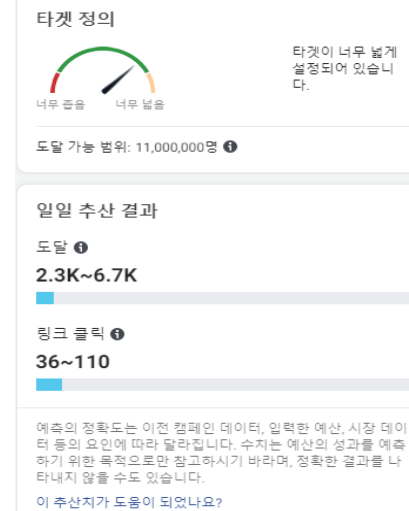 타겟 정의
타겟이 너무 넓게
설정되어 있습니
다.
너무 좁음 너무 넓음
도달 가능 범위: 11,000,000명
일일 추산 결과
도달
2.3K~6.7K
링크 클릭
36~110
예측의 정확도는 이전 캠페인 데이터, 입력한 예산, 시장 데이
터 등의 요인에 따라 달라집니다. 수치는 예산의 성과를 예측
하기 위한 목적으로만 참고하시기 바라며, 정확한 결과를 나
타내지 않을 수도 있습니다.
이 추산치가 도움이 되었나요?